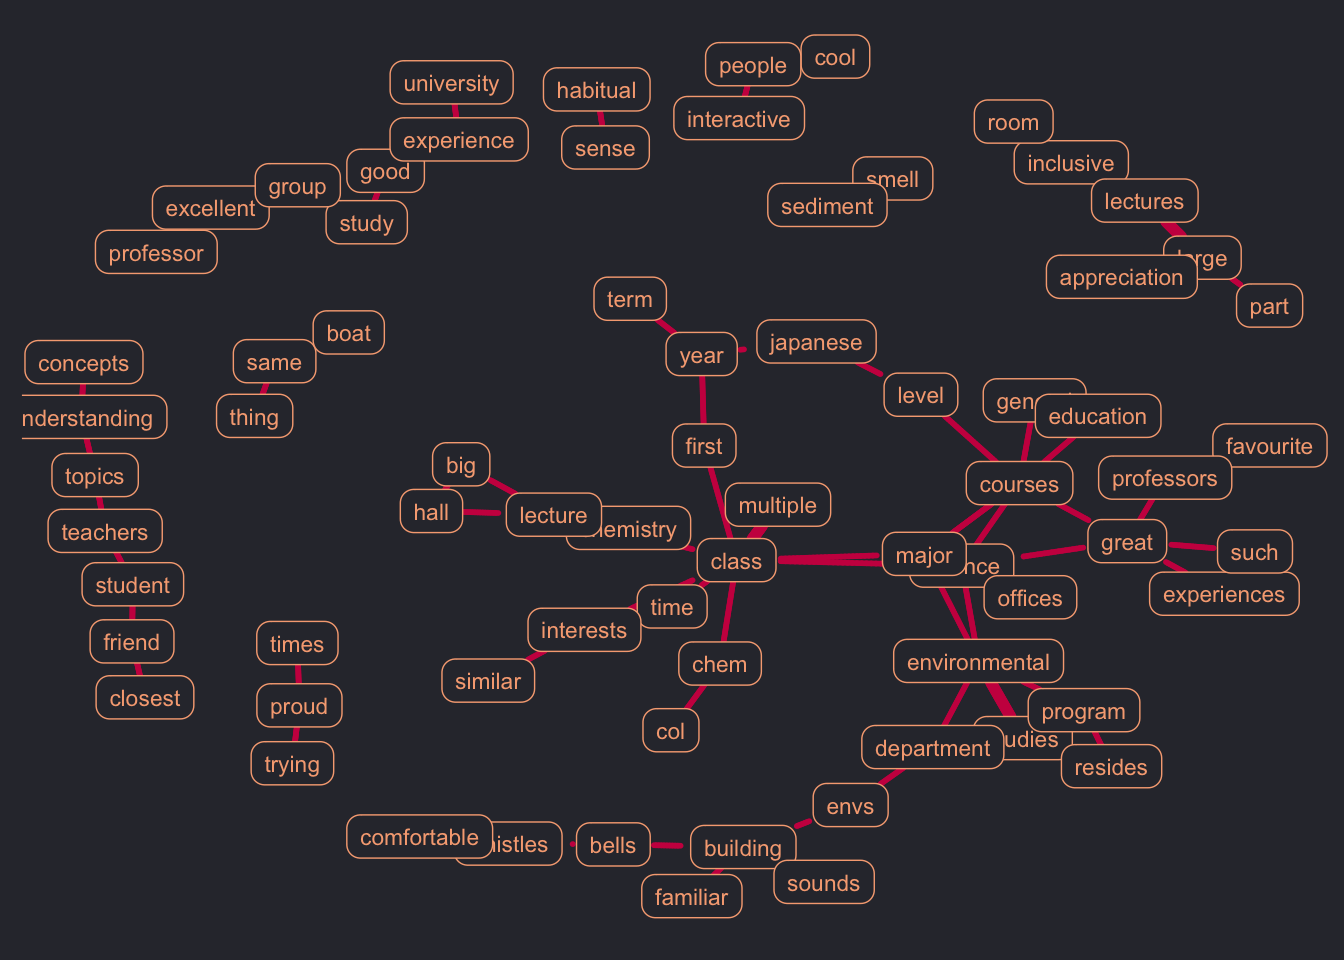 cool
people
university
habitual
interactive
room
experience
sense
inclusive
good
smell
group
lectures
sediment
excellent
study
professor
large
appreciation
term
part
boat
japanese
year
concepts
same
level
thing
nderstanding
education
first
favourite
big
topics
professors
courses
multiple
hall
lecture
hemistry
teachers
great
such
major
class
nce
student
experiences
offices
time
interests
friend
times
environmental
chem
similar
closest
proud
program
col
udies
department
trying
resides
envs
comfortable
istles
bells
building
sounds
familiar